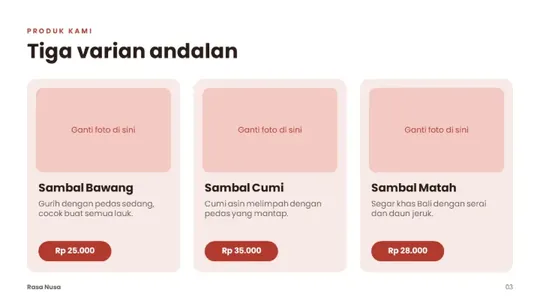 PRODUK KAMI
Tiga varian andalan
Ganti foto di sini
Sambal Bawang
Gurih dengan pedas sedang,
cocok buat semua lauk.
Rp 25.000
Ganti foto di sini
Sambal Cumi
Cumi asin melimpah dengan
pedas yang mantap.
Rp 35.000
Ganti foto di sini
Sambal Matah
Segar khas Bali dengan serai
dan daun jeruk.
Rp 28.000
Rasa Nusa
03